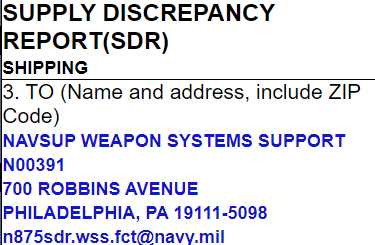 SUPPLY DISCREPANCY
REPORT(SDR)
SHIPPING
3. TO (Name and address, include ZIP
Code)
NAVSUP WEAPON SYSTEMS SUPPORT
N00391
700 ROBBINS AVENUE
PHILADELPHIA, PA 19111-5098
n875sdr.wss.fct@navy.mil